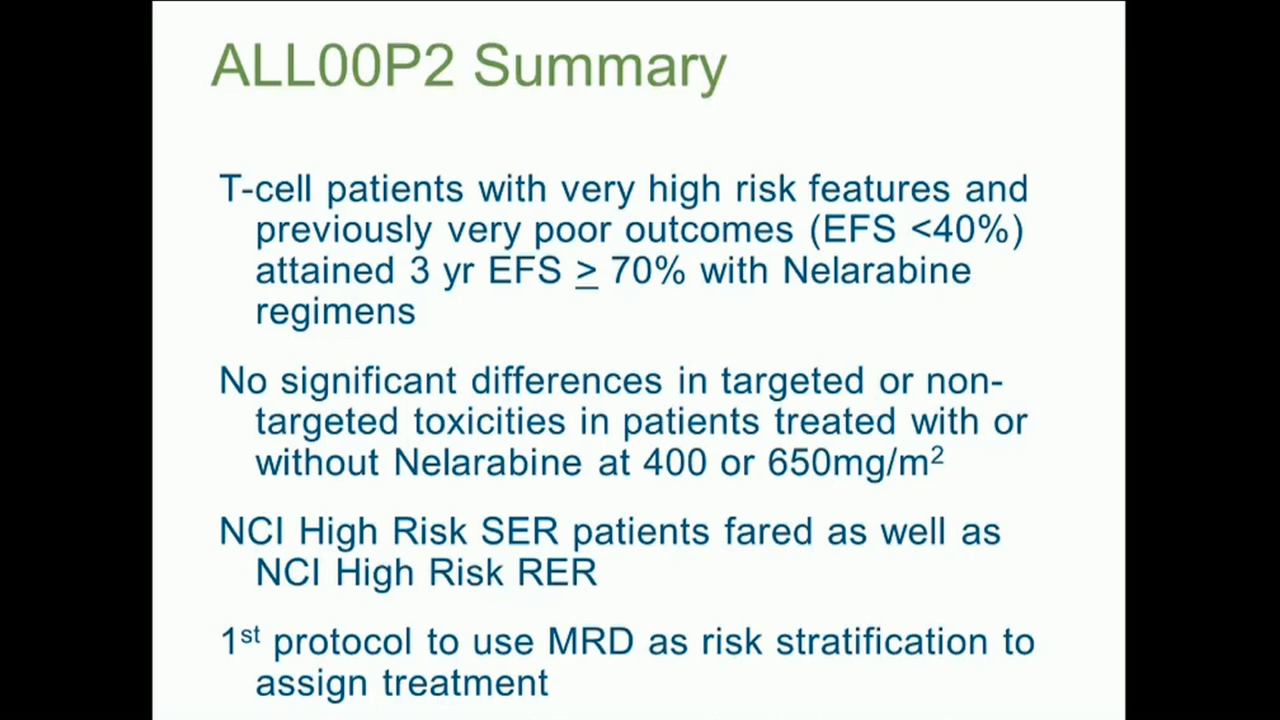 ALL00P2 Summary
T-cell patients with very high risk features and
previously very poor outcomes (EFS <40%)
attained 3 yr EFS ≥ 70% with Nelarabine
regimens
No significant differences in targeted or non-
targeted toxicities in patients treated with or
without Nelarabine at 400 or 650mg/m²
NCI High Risk SER patients fared as well as
NCI High Risk RER
1st protocol to use MRD as risk stratification to
assign treatment